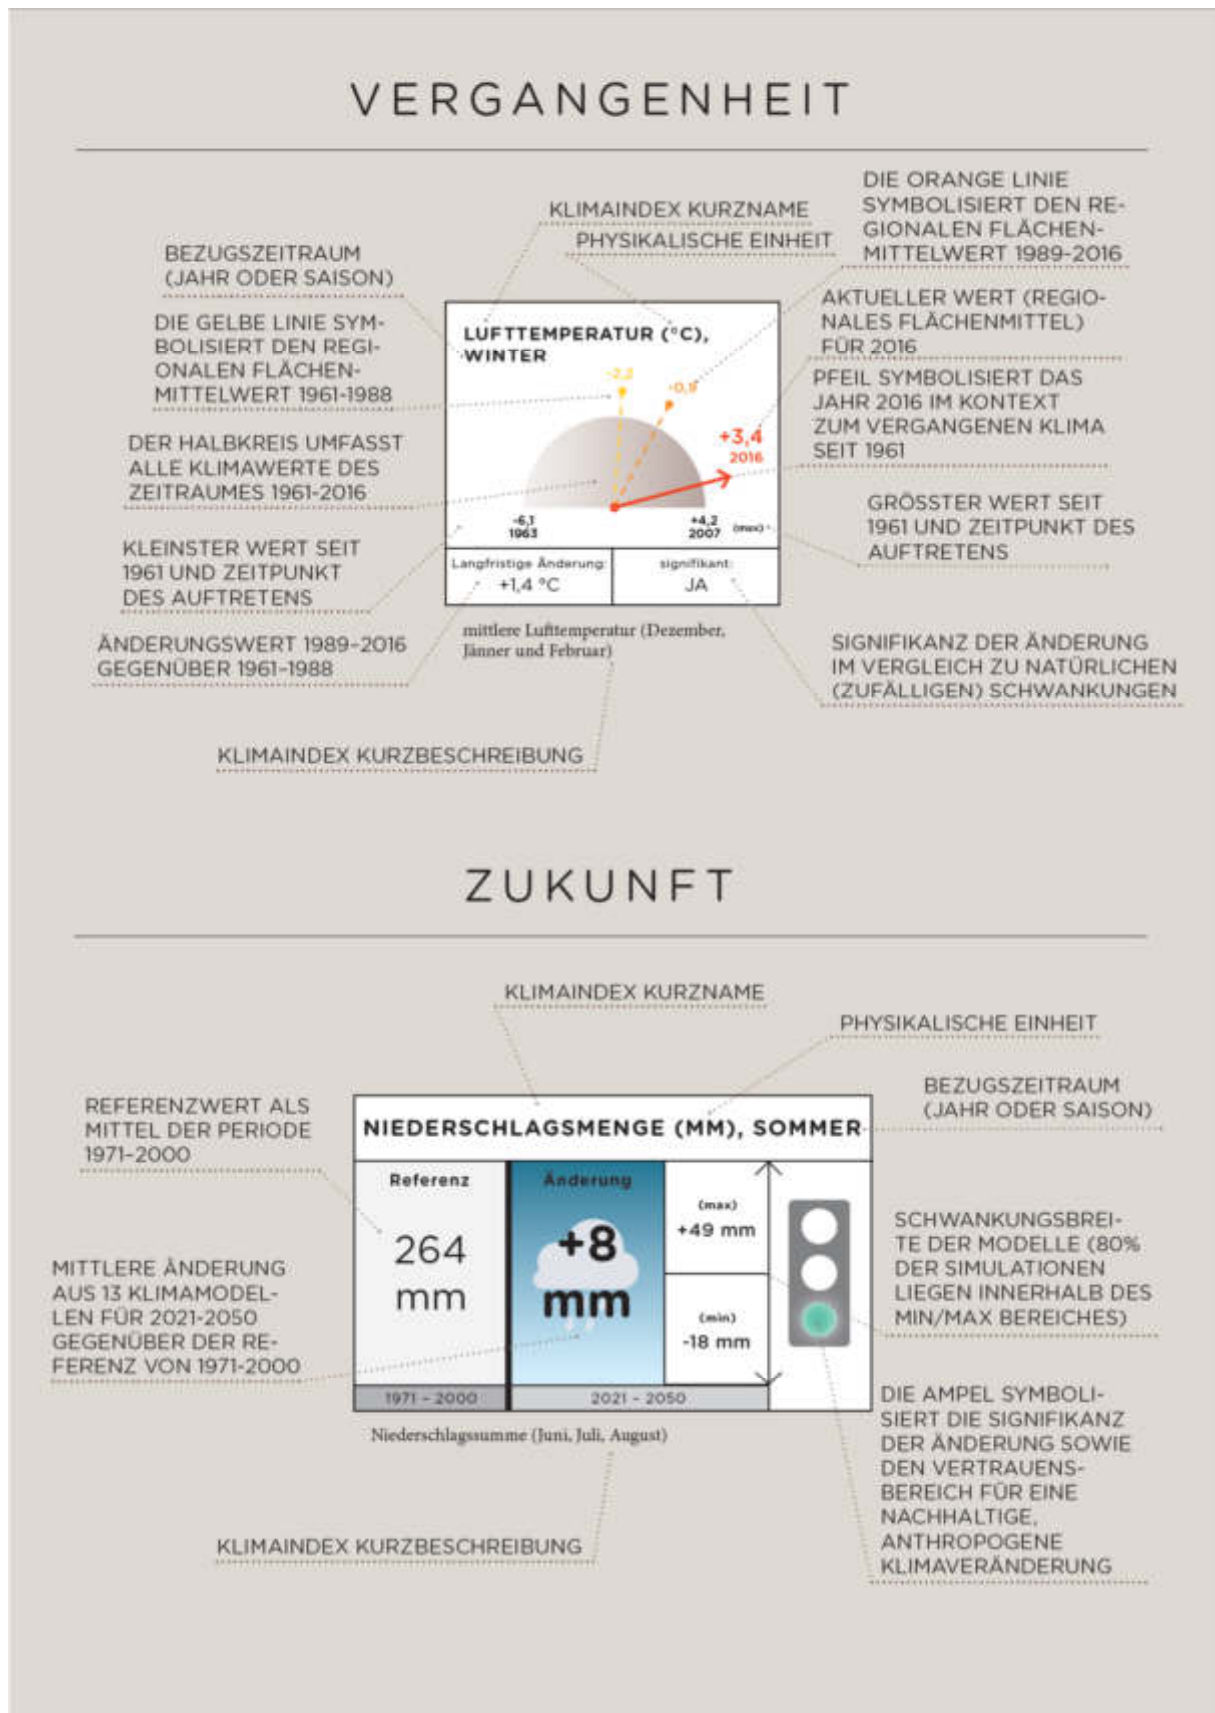 VERGANGENHEIT
KLIMAINDEX KURZNAME
PHYSIKALISCHE EINHEIT
DIE ORANGE LINIE
SYMBOLISIERT DEN RE-
GIONALEN FLÄCHEN-
MITTELWERT 1989-2016
BEZUGSZEITRAUM
(JAHR ODER SAISON)
DIE GELBE LINIE SYM-
BOLISIERT DEN REGI-
ONALEN FLÄCHEN-
MITTELWERT 1961-1988
DER HALBKREIS UMFASST
ALLE KLIMAWERTE DES
ZEITRAUMES 1961-2016
KLEINSTER WERT SEIT
1961 UND ZEITPUNKT
DES AUFTRETENS
ÄNDERUNGSWERT 1989-2016
GEGENÜBER 1961-1988
LUFTTEMPERATUR (°C),
WINTER
-2,2
-0,9
+3,4
2016
-6,1
1963
+4,2
2007
(max)
Langfristige Änderung:
+1,4 °C
signifikant:
JA
mittlere Lufttemperatur (Dezember,
Jänner und Februar)
AKTUELLER WERT (REGIO-
NALES FLÄCHENMITTEL)
FÜR 2016
PFEIL SYMBOLISIERT DAS
JAHR 2016 IM KONTEXT
ZUM VERGANGENEN KLIMA
SEIT 1961
GRÖSSTER WERT SEIT
1961 UND ZEITPUNKT DES
AUFTRETENS
SIGNIFIKANZ DER ÄNDERUNG
IM VERGLEICH ZU NATÜRLICHEN
(ZUFÄLLIGEN) SCHWANKUNGEN
KLIMAINDEX KURZBESCHREIBUNG
ZUKUNFT
KLIMAINDEX KURZNAME
PHYSIKALISCHE EINHEIT
BEZUGSZEITRAUM
(JAHR ODER SAISON)
REFERENZWERT ALS
MITTEL DER PERIODE
1971-2000
MITTLERE ÄNDERUNG
AUS 13 KLIMAMODEL-
LEN FÜR 2021-2050
GEGENÜBER DER RE-
FERENZ VON 1971-2000
NIEDERSCHLAGSMENGE (MM), SOMMER
Referenz
264
mm
1971 - 2000
Änderung
+8
mm
(max)
+49 mm
(min)
-18 mm
2021 - 2050
Niederschlagssumme (Juni, Juli, August)
SCHWANKUNGSBREI-
TE DER MODELLE (80%
DER SIMULATIONEN
LIEGEN INNERHALB DES
MIN/MAX BEREICHES)
DIE AMPEL SYMBOLI-
SIERT DIE SIGNIFIKANZ
DER ÄNDERUNG SOWIE
DEN VERTRAUENS-
BEREICH FÜR EINE
NACHHALTIGE,
ANTHROPOGENE
KLIMAVERÄNDERUNG
KLIMAINDEX KURZBESCHREIBUNG